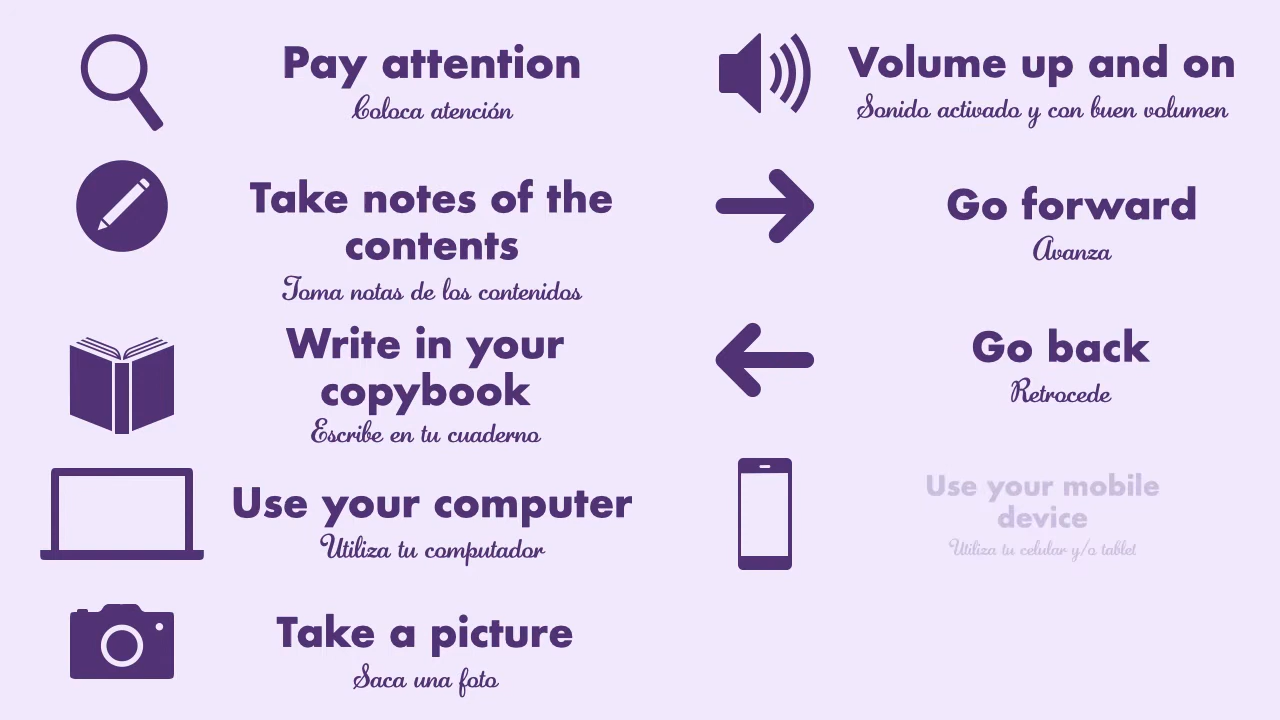 Pay attention
Coloca atención
Take notes of the
contents
Toma notas de los contenidos
Write in your
copybook
Escribe en tu cuaderno
Use your computer
Utiliza tu computador
Take a picture
Saca una foto
Volume up and on
Sonido activado y con buen volumen
Go forward
Avanza
Go back
Retrocede
Use your mobile
device
Utiliza tu celular y/o tablet